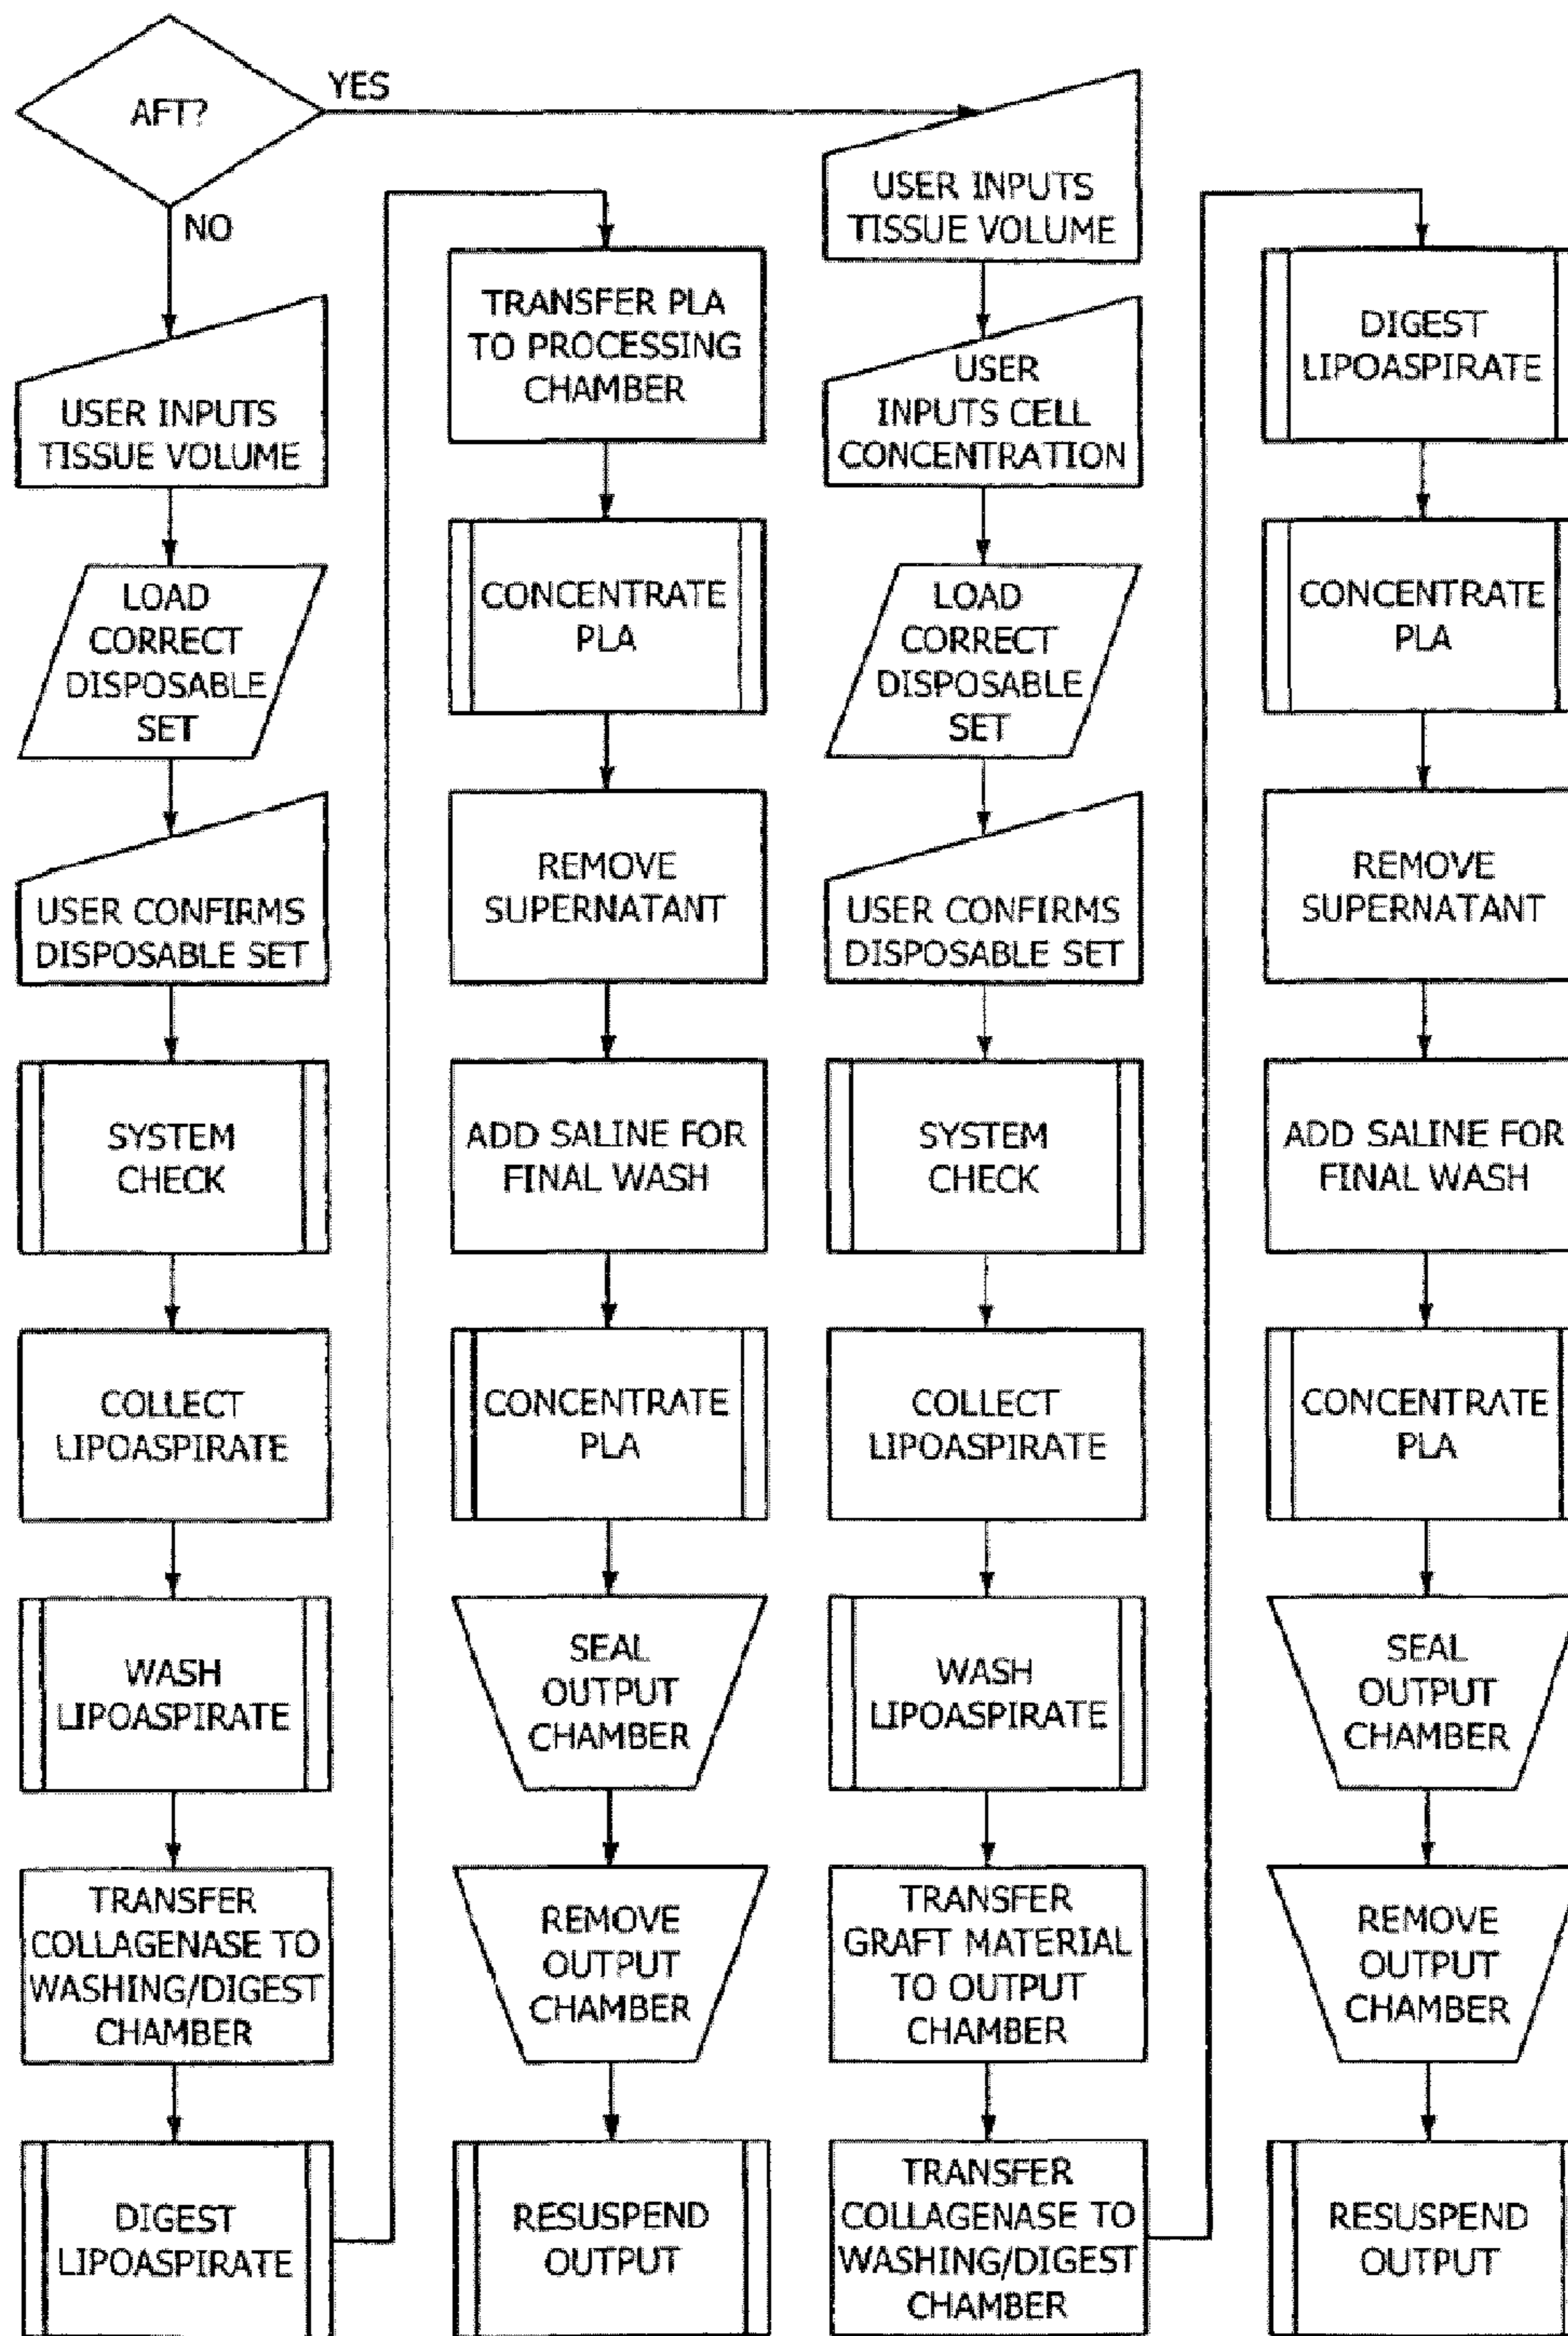 AFT?
YES
NO
USER INPUTS
TISSUE VOLUME
LOAD
CORRECT
DISPOSABLE
SET
USER CONFIRMS
DISPOSABLE SET
SYSTEM
CHECK
COLLECT
LIPOASPIRATE
WASH
LIPOASPIRATE
TRANSFER
COLLAGENASE TO
WASHING/DIGEST
CHAMBER
DIGEST
LIPOASPIRATE
TRANSFER PLA
TO PROCESSING
CHAMBER
CONCENTRATE
PLA
REMOVE
SUPERNATANT
ADD SALINE FOR
FINAL WASH
CONCENTRATE
PLA
SEAL
OUTPUT
CHAMBER
REMOVE
OUTPUT
CHAMBER
RESUSPEND
OUTPUT
USER INPUTS
TISSUE VOLUME
USER
INPUTS CELL
CONCENTRATION
LOAD
CORRECT
DISPOSABLE
SET
USER CONFIRMS
DISPOSABLE SET
SYSTEM
CHECK
COLLECT
LIPOASPIRATE
WASH
LIPOASPIRATE
TRANSFER
GRAFT MATERIAL
TO OUTPUT
CHAMBER
TRANSFER
COLLAGENASE TO
WASHING/DIGEST
CHAMBER
DIGEST
LIPOASPIRATE
CONCENTRATE
PLA
REMOVE
SUPERNATANT
ADD SALINE FOR
FINAL WASH
CONCENTRATE
PLA
SEAL
OUTPUT
CHAMBER
REMOVE
OUTPUT
CHAMBER
RESUSPEND
OUTPUT